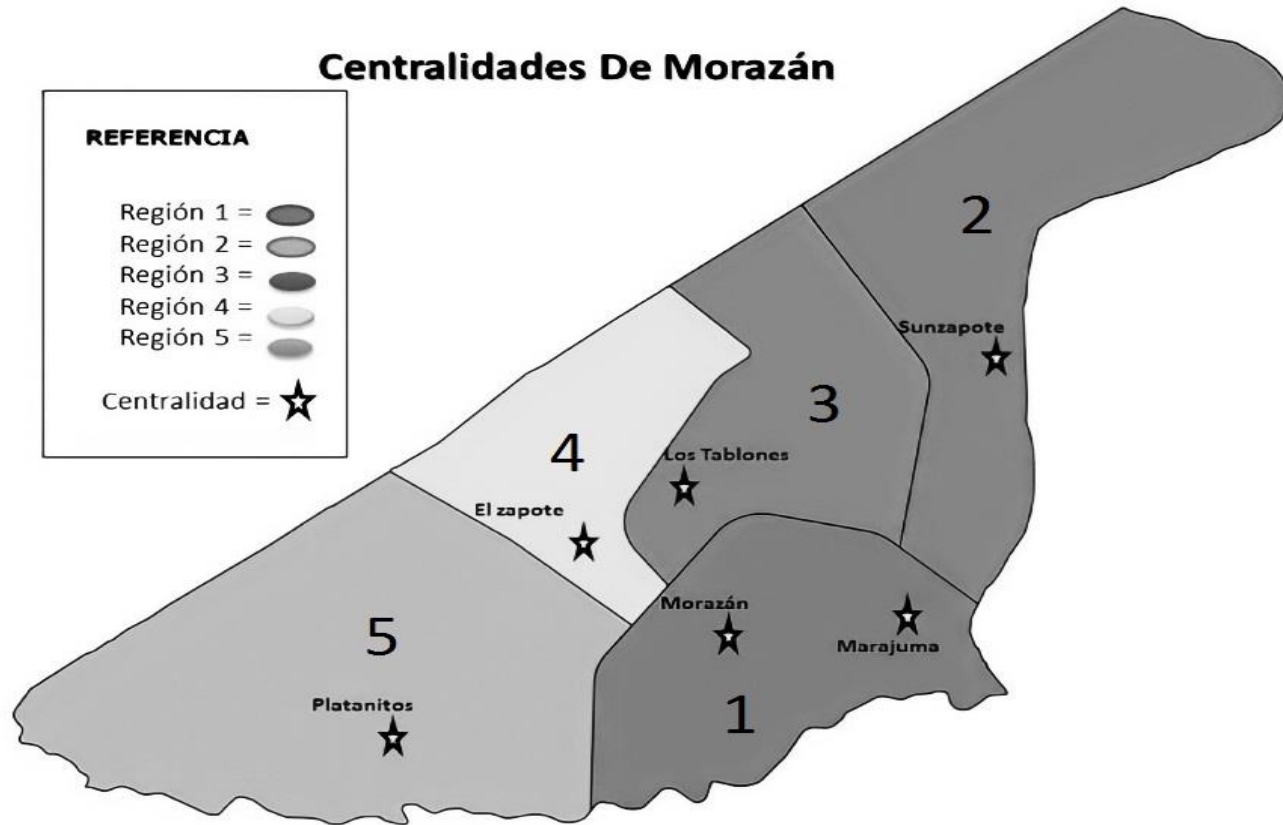 Centralidades De Morazán
REFERENCIA
Región 1 =
Región 2 =
Región 3 =
Región 4 =
Región 5 =
Centralidad =
2
Sunzapote
3
4
Los Tablones
El zapote
Morazán
5
Marajuma
Platanitos
1